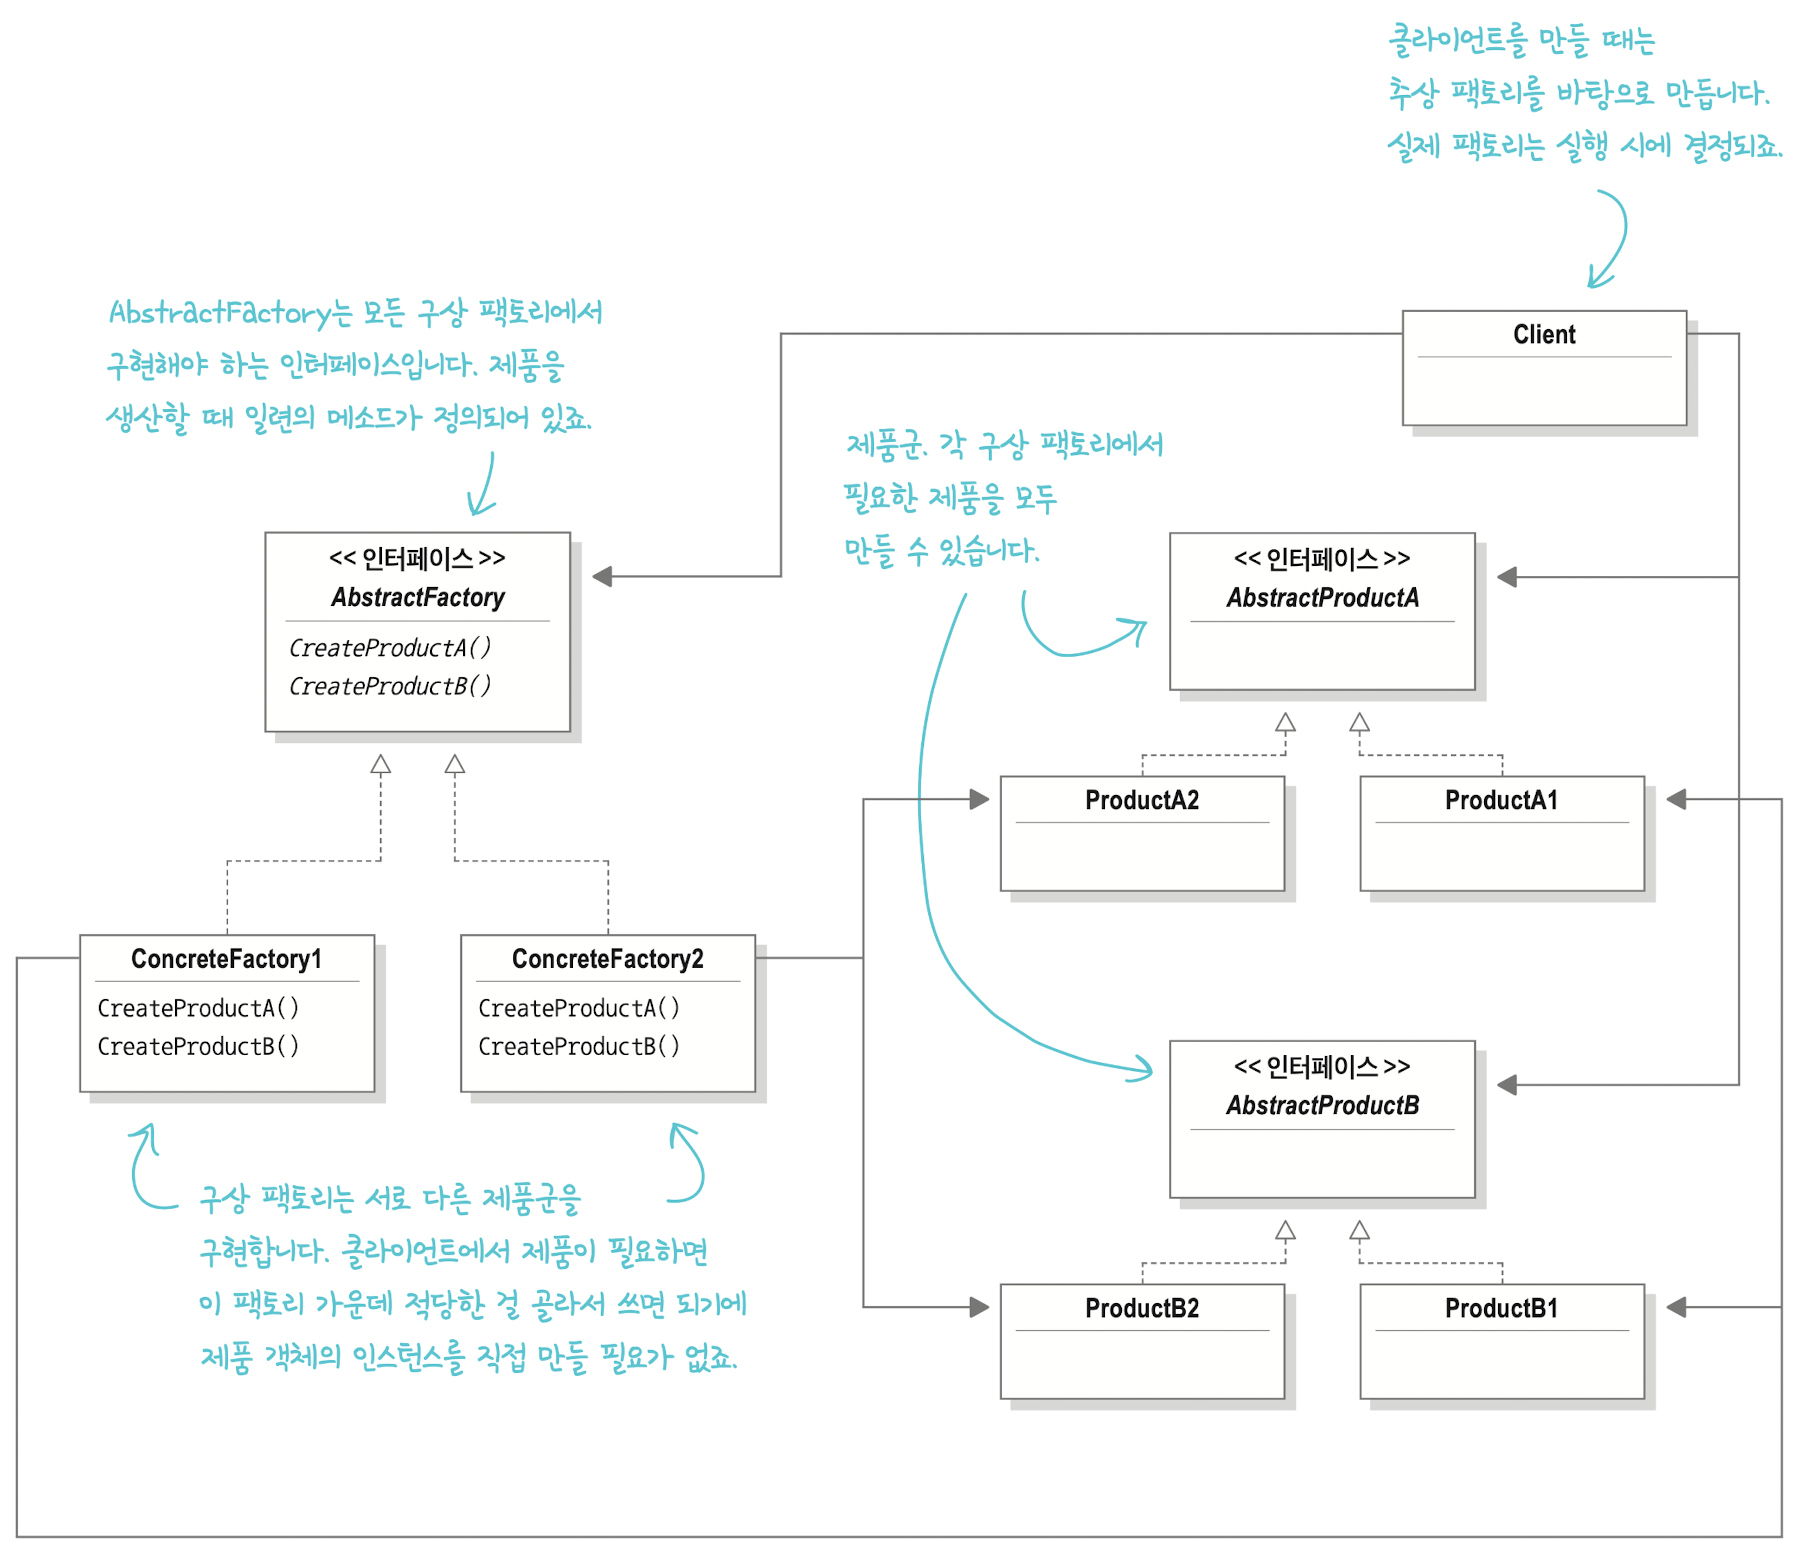 클라이언트를 만들 때는
추상 팩토리를 바탕으로 만듭니다.
실제 팩토리는 실행 시에 결정되죠.
Client
AbstractFactory는 모든 구상 팩토리에서
구현해야 하는 인터페이스입니다. 제품을
생산할 때 일련의 메소드가 정의되어 있죠.
제품군. 각 구상 팩토리에서
필요한 제품을 모두
만들 수 있습니다.
<< 인터페이스 >>
AbstractFactory
CreateProductA()
CreateProductB()
<< 인터페이스 >>
AbstractProductA
ProductA2
ProductA1
ConcreteFactory1
CreateProductA()
CreateProductB()
ConcreteFactory2
CreateProductA()
CreateProductB()
<< 인터페이스 >>
AbstractProductB
ProductB2
ProductB1
구상 팩토리는 서로 다른 제품군을
구현합니다. 클라이언트에서 제품이 필요하면
이 팩토리 가운데 적당한 걸 골라서 쓰면 되기에
제품 객체의 인스턴스를 직접 만들 필요가 없죠.